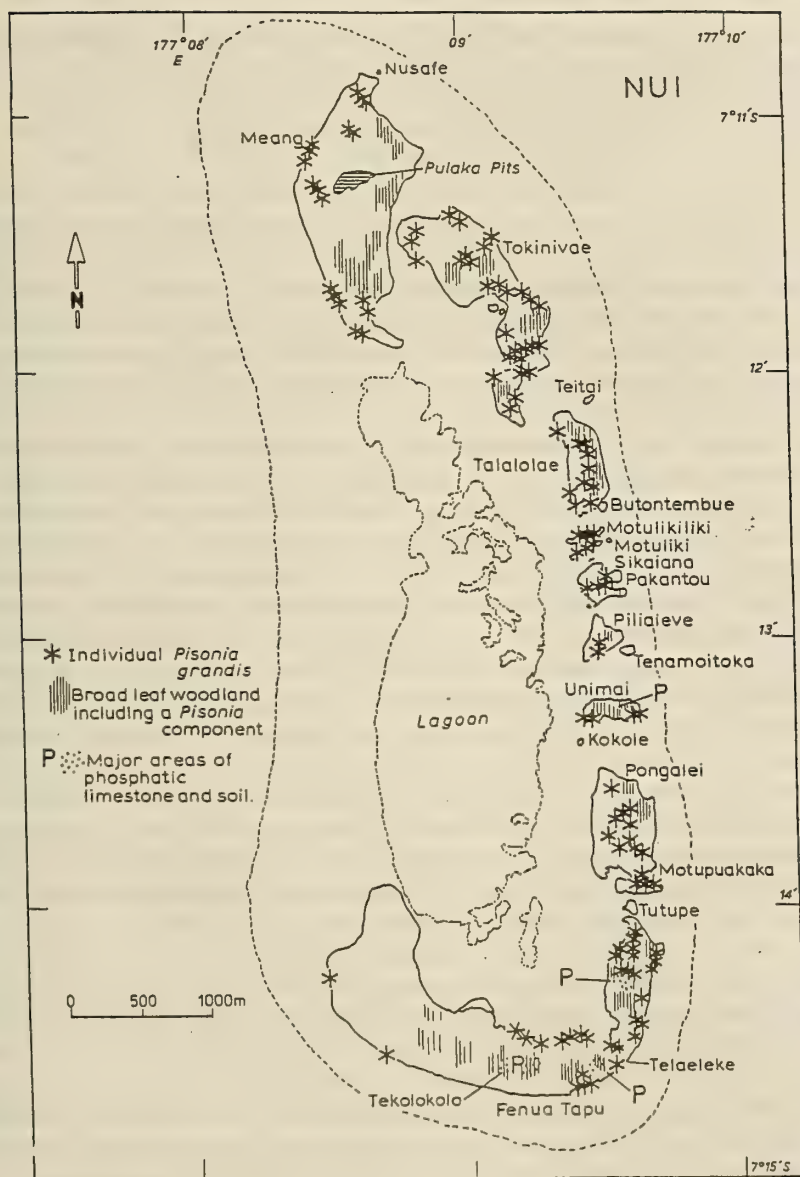 177°08′
E
09′
177°10′
NUI
7°11′S
Nusafe
Meang
Pulaka Pits
Tokinivae
N
12′
Teitai
Talalolae
Butontembue
Motulikiliki
Motuliki
Sikaiana
Pakantou
13′
Piliaieve
Tenamoitoka
Individual Pisonia
grandis
Broad leaf woodland
including a Pisonia
component
P Major areas of
phosphatic
limestone and soil.
Unimai
P
Lagoon
Kokole
Pongalei
Motupuakaka
14′
Tutupe
P
0 500 1000m
P
Telaeleke
Tekolokolo
P
Fenua Tapu
7°15′S